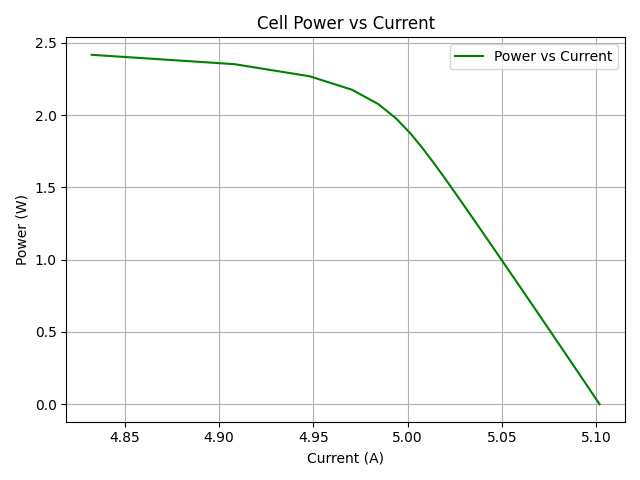 Cell Power vs Current
Power vs Current
Power (W)
2.5
2.0
1.5
1.0
0.5
0.0
4.85 4.90 4.95 5.00 5.05 5.10
Current (A)